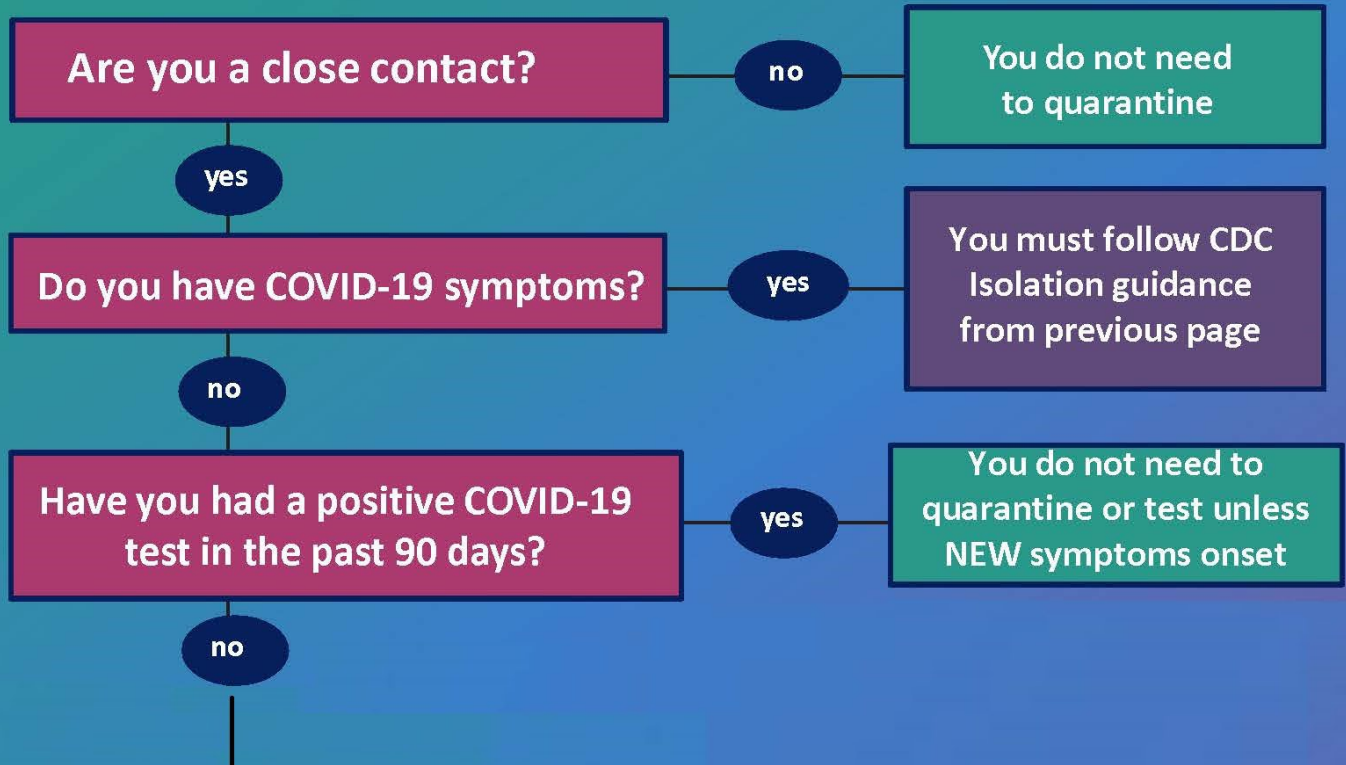 Are you a close contact?
no
You do not need
to quarantine
yes
Do you have COVID-19 symptoms?
yes
You must follow CDC
Isolation guidance
from previous page
no
Have you had a positive COVID-19
test in the past 90 days?
yes
You do not need to
quarantine or test unless
NEW symptoms onset
no